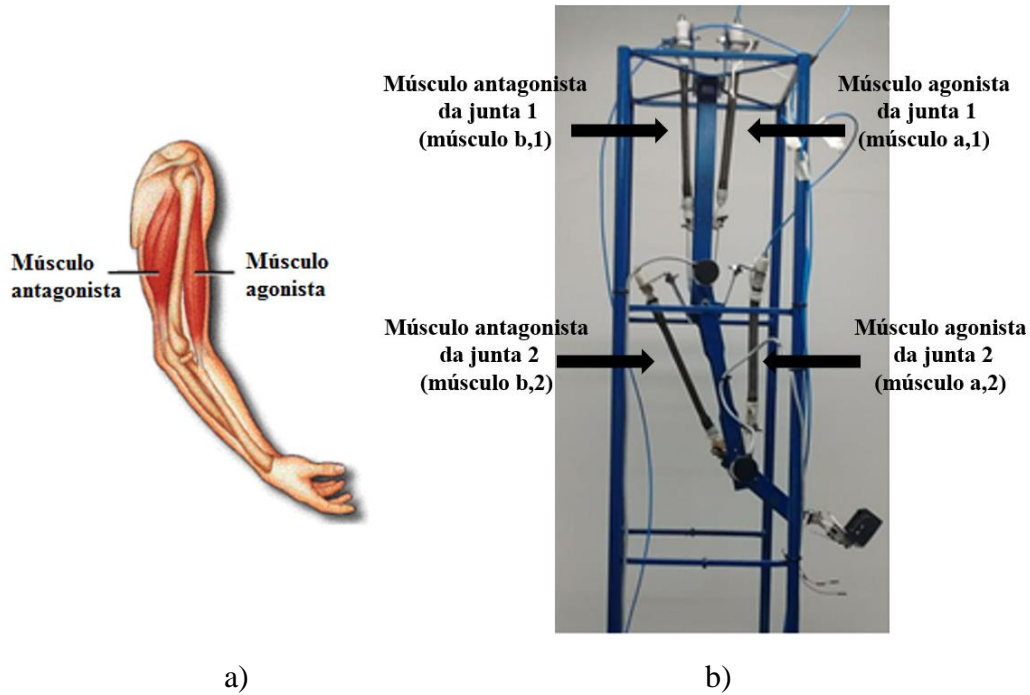 Músculo
antagonista
Músculo
agonista
a)
Músculo antagonista
da junta 1
(músculo b,1)
Músculo agonista
da junta 1
(músculo a,1)
Músculo antagonista
da junta 2
(músculo b,2)
Músculo agonista
da junta 2
(músculo a,2)
b)